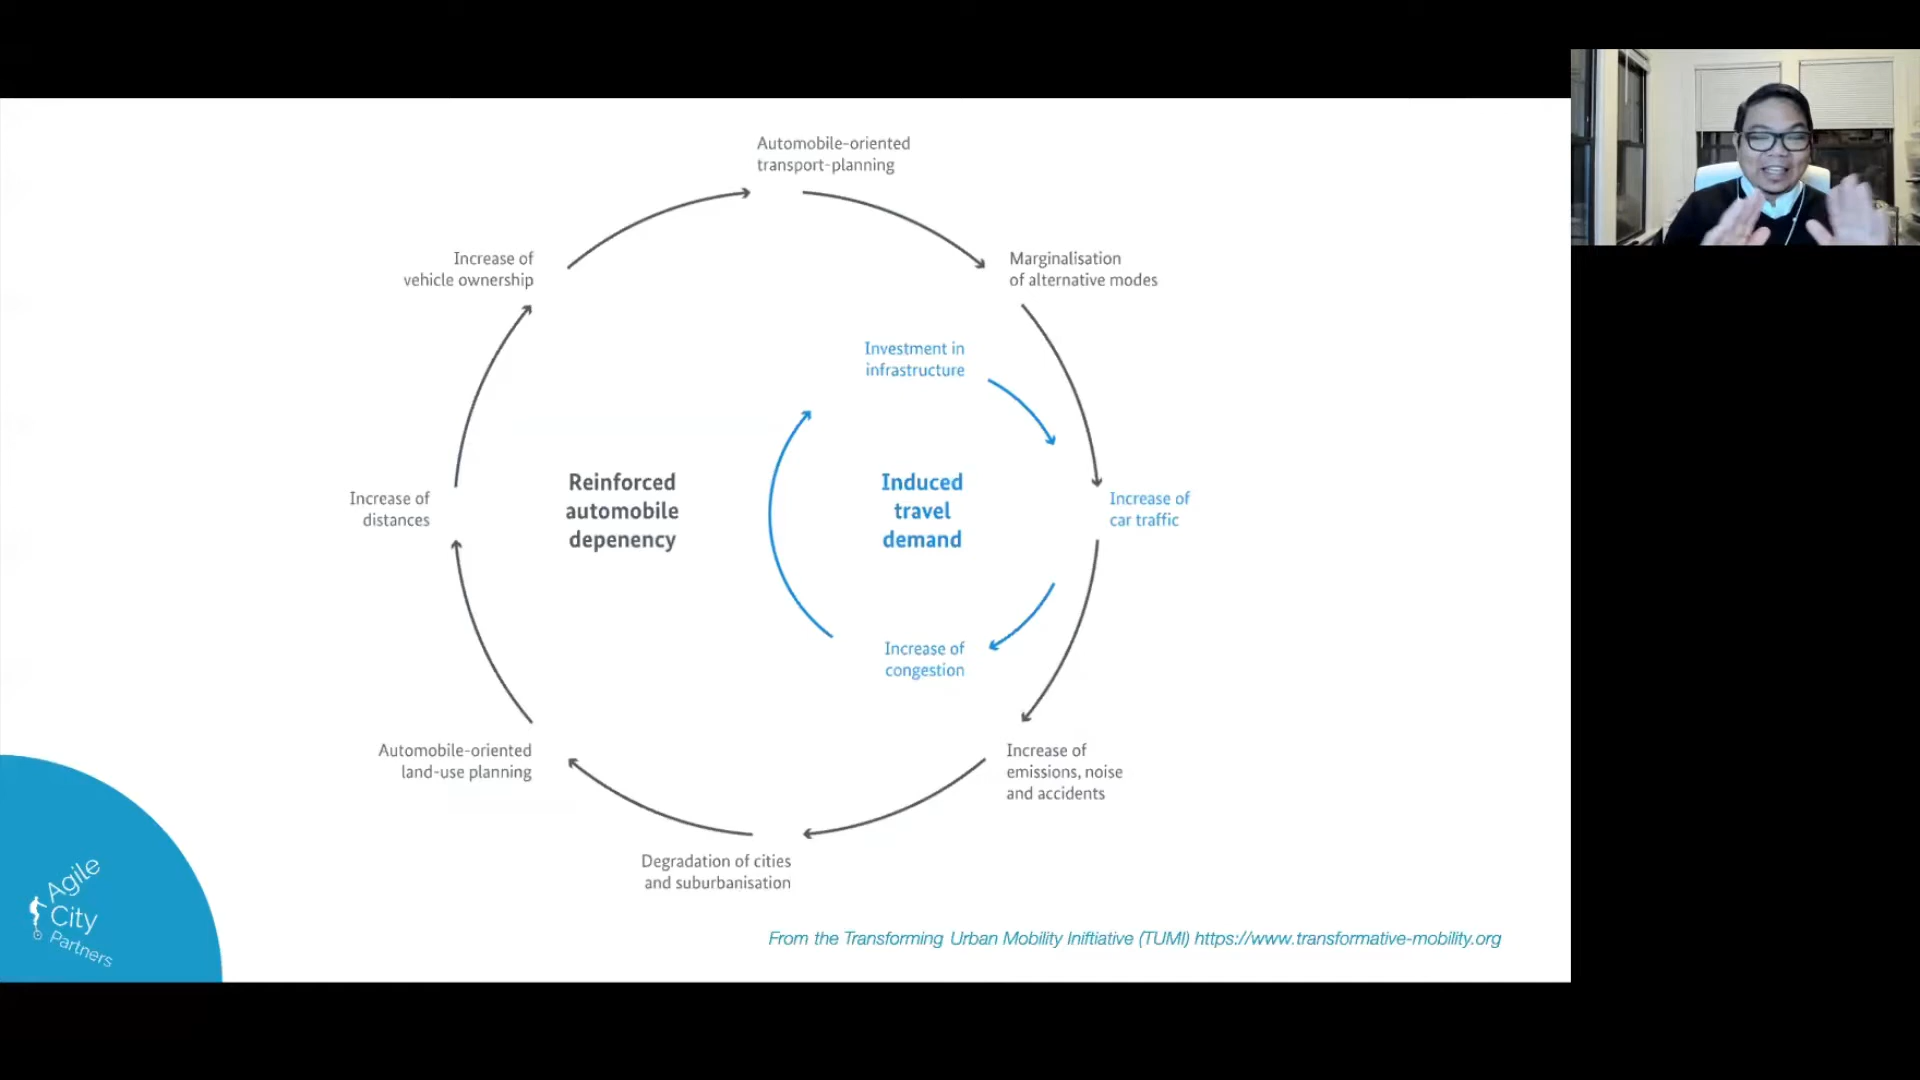 Automobile-oriented
transport-planning
Increase of
vehicle ownership
Marginalisation
of alternative modes
Investment in
infrastructure
Increase of
distances
Reinforced
automobile
depenency
Induced
travel
demand
Increase of
car traffic
Increase of
congestion
Automobile-oriented
land-use planning
Increase of
emissions, noise
and accidents
Degradation of cities
and suburbanisation
Agile
City
Partners
From the Transforming Urban Mobility Iniftiative (TUMI) https://www.transformative-mobility.org